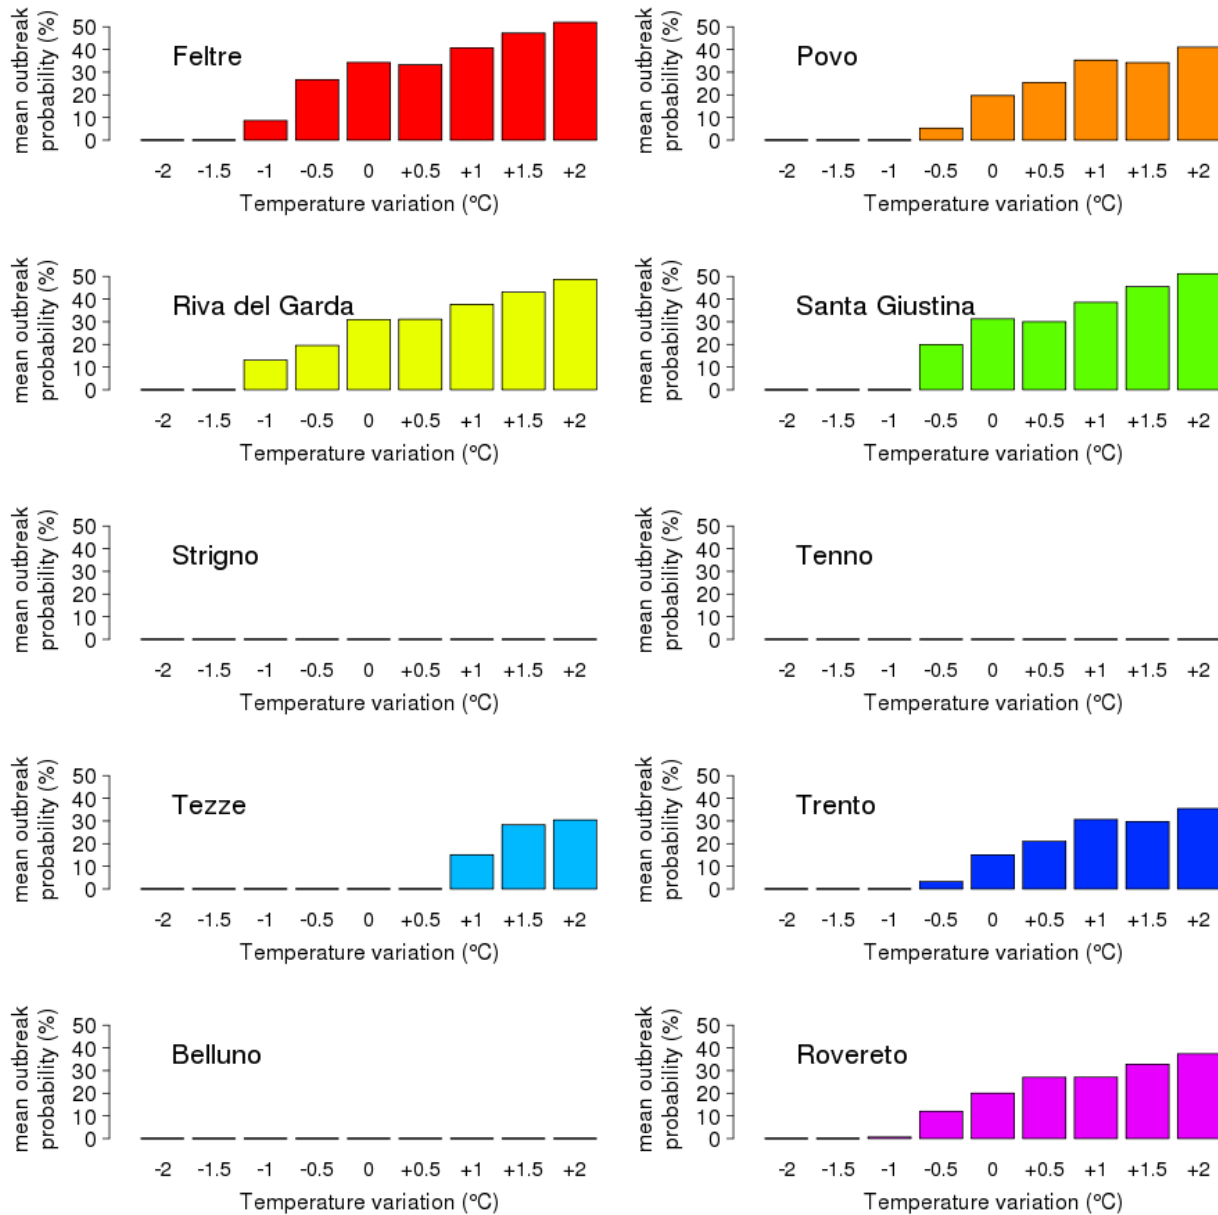 mean outbreak
probability (%)
50
40
30
20
10
0
Feltre
-2 -1.5 -1 -0.5 0 +0.5 +1 +1.5 +2
Temperature variation (°C)
mean outbreak
probability (%)
50
40
30
20
10
0
Povo
-2 -1.5 -1 -0.5 0 +0.5 +1 +1.5 +2
Temperature variation (°C)
mean outbreak
probability (%)
50
40
30
20
10
0
Riva del Garda
-2 -1.5 -1 -0.5 0 +0.5 +1 +1.5 +2
Temperature variation (°C)
mean outbreak
probability (%)
50
40
30
20
10
0
Santa Giustina
-2 -1.5 -1 -0.5 0 +0.5 +1 +1.5 +2
Temperature variation (°C)
mean outbreak
probability (%)
50
40
30
20
10
0
Strigno
-2 -1.5 -1 -0.5 0 +0.5 +1 +1.5 +2
Temperature variation (°C)
mean outbreak
probability (%)
50
40
30
20
10
0
Tenno
-2 -1.5 -1 -0.5 0 +0.5 +1 +1.5 +2
Temperature variation (°C)
mean outbreak
probability (%)
50
40
30
20
10
0
Tezze
-2 -1.5 -1 -0.5 0 +0.5 +1 +1.5 +2
Temperature variation (°C)
mean outbreak
probability (%)
50
40
30
20
10
0
Trento
-2 -1.5 -1 -0.5 0 +0.5 +1 +1.5 +2
Temperature variation (°C)
mean outbreak
probability (%)
50
40
30
20
10
0
Belluno
-2 -1.5 -1 -0.5 0 +0.5 +1 +1.5 +2
Temperature variation (°C)
mean outbreak
probability (%)
50
40
30
20
10
0
Rovereto
-2 -1.5 -1 -0.5 0 +0.5 +1 +1.5 +2
Temperature variation (°C)